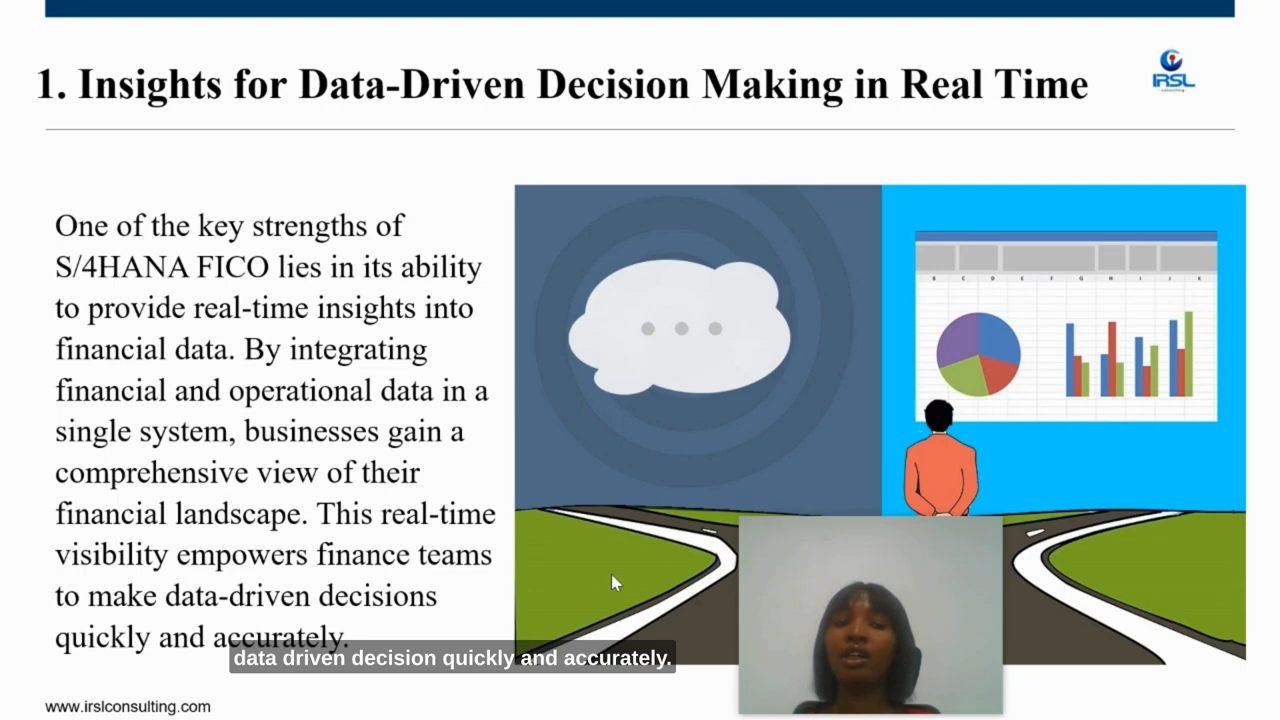 1. Insights for Data-Driven Decision Making in Real Time
IRSL
consulting
One of the key strengths of
S/4HANA FICO lies in its ability
to provide real-time insights into
financial data. By integrating
financial and operational data in a
single system, businesses gain a
comprehensive view of their
financial landscape. This real-time
visibility empowers finance teams
to make data-driven decisions
quickly and accurately.
B C D E F G H I J K
data driven decision quickly and accurately.
www.irslconsulting.com